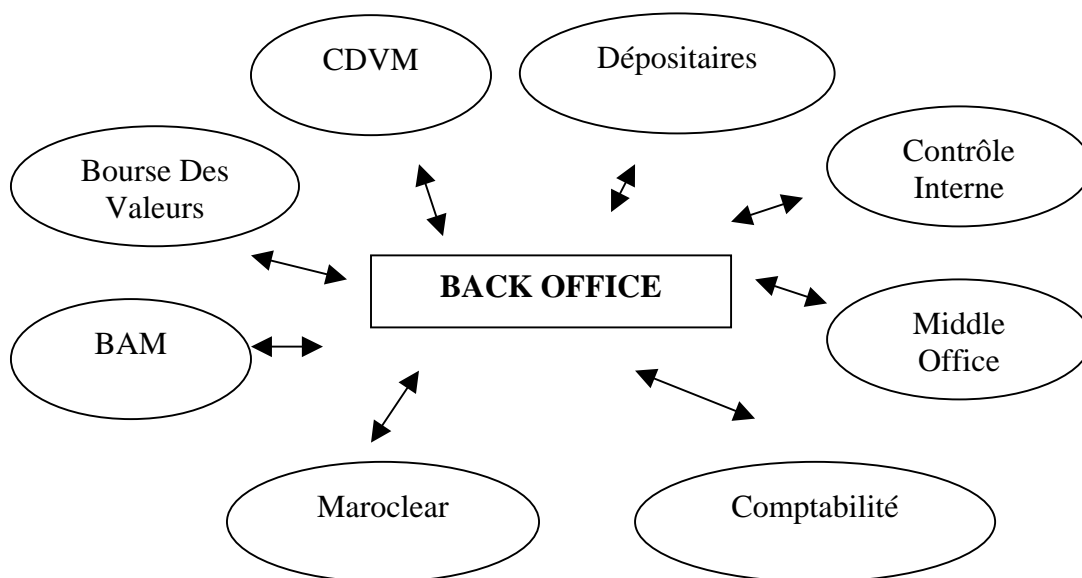 CDVM
Dépositaires
Bourse Des
Valeurs
Contrôle
Interne
BACK OFFICE
BAM
Middle
Office
Maroclear
Comptabilité